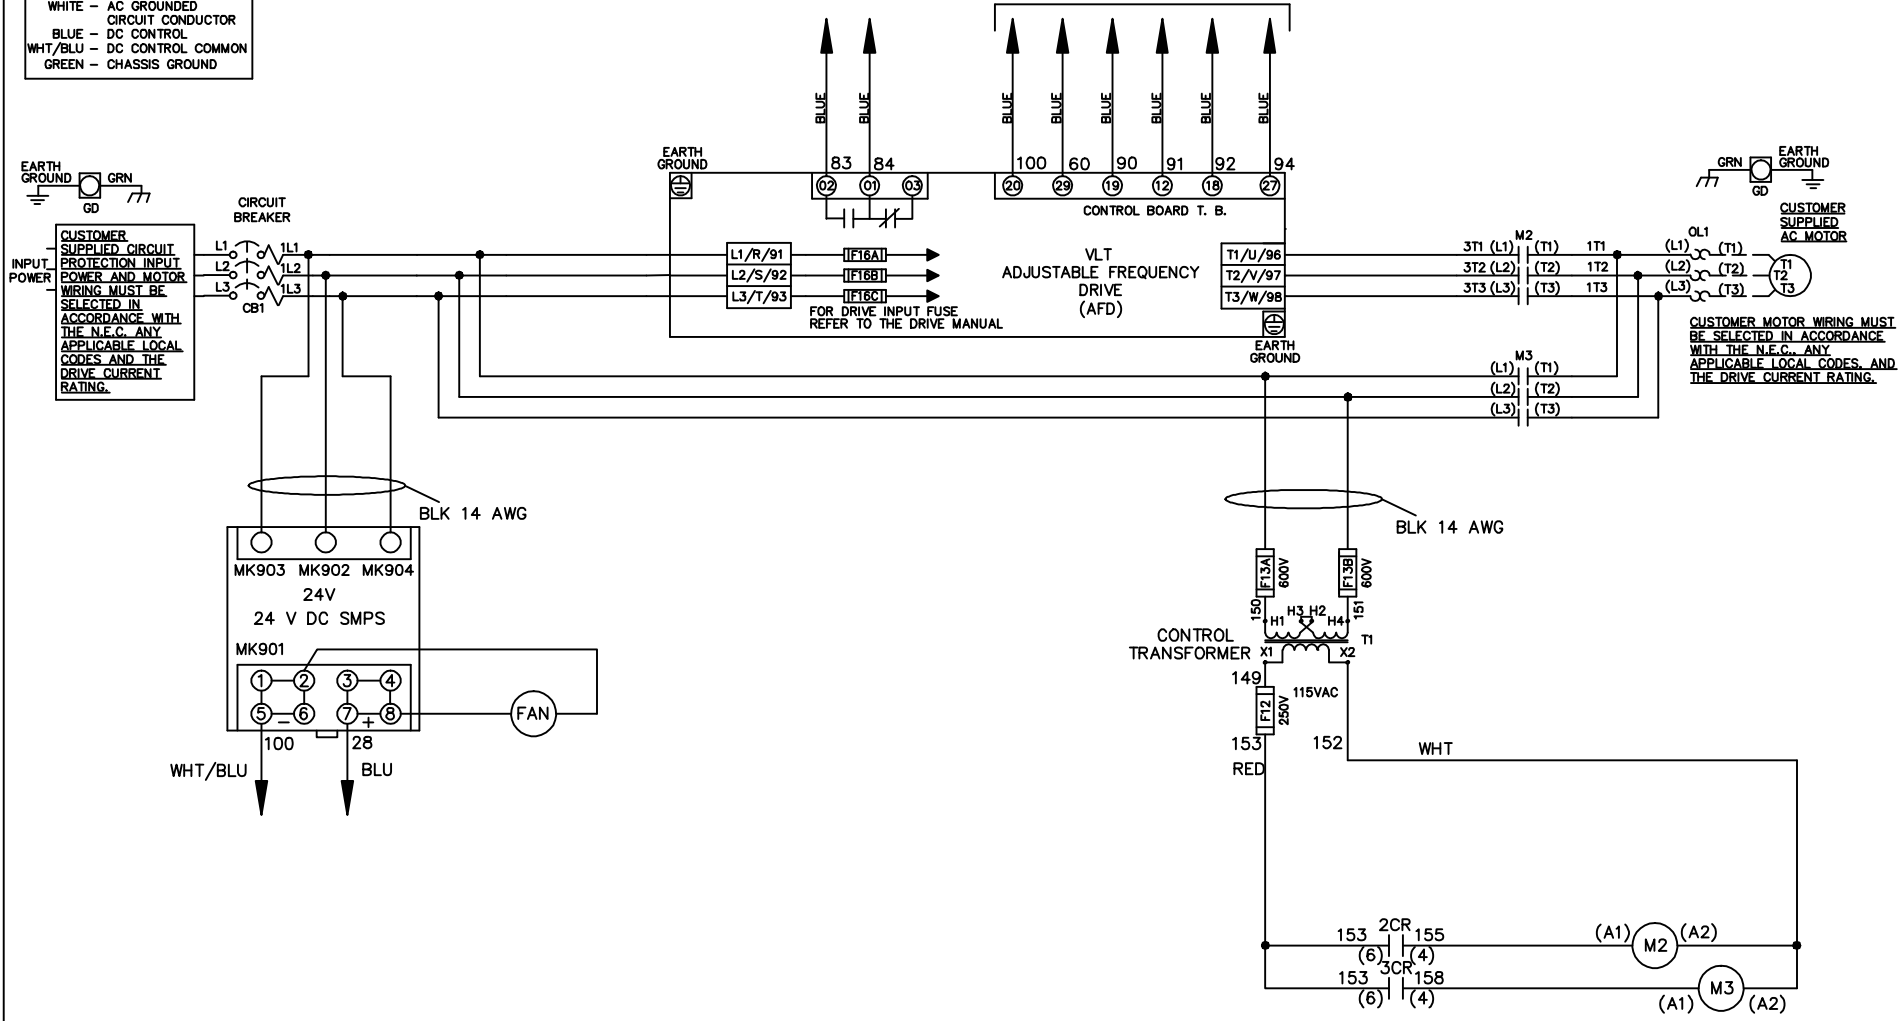 WHITE – AC GROUNDED
CIRCUIT CONDUCTOR
BLUE – DC CONTROL
WHT/BLU – DC CONTROL COMMON
GREEN – CHASSIS GROUND
BLUE
BLUE
BLUE
BLUE
BLUE
BLUE
BLUE
BLUE
EARTH
GROUND
GRN
GD
CIRCUIT
BREAKER
EARTH
GROUND
83
84
100
60
90
91
92
94
02
01
03
20
29
19
12
18
27
CONTROL BOARD T. B.
GRN
EARTH
GROUND
GD
CUSTOMER
SUPPLIED
AC MOTOR
INPUT
POWER
CUSTOMER
SUPPLIED CIRCUIT
PROTECTION INPUT
POWER AND MOTOR
WIRING MUST BE
SELECTED IN
ACCORDANCE WITH
THE N.E.C. ANY
APPLICABLE LOCAL
CODES AND THE
DRIVE CURRENT
RATING.
L1
L2
L3
1L1
1L2
1L3
CB1
L1/R/91
L2/S/92
L3/T/93
F16A
F16B
F16C
FOR DRIVE INPUT FUSE
REFER TO THE DRIVE MANUAL
VLT
ADJUSTABLE FREQUENCY
DRIVE
(AFD)
T1/U/96
T2/V/97
T3/W/98
EARTH
GROUND
M2
3T1 (L1) (T1) 1T1
3T2 (L2) (T2) 1T2
3T3 (L3) (T3) 1T3
OL1
(L1) (T1)
(L2) (T2)
(L3) (T3)
T1
T2
T3
CUSTOMER MOTOR WIRING MUST
BE SELECTED IN ACCORDANCE
WITH THE N.E.C., ANY
APPLICABLE LOCAL CODES, AND
THE DRIVE CURRENT RATING.
M3
(L1) (T1)
(L2) (T2)
(L3) (T3)
BLK 14 AWG
MK903 MK902 MK904
24V
24 V DC SMPS
MK901
1
2
3
4
5
–
6
7
+
8
FAN
100
28
WHT/BLU
BLU
BLK 14 AWG
F13A
600V
F13B
600V
150
151
H1
H3 H2
H4
T1
CONTROL
TRANSFORMER
X1
X2
149
115VAC
F12
250V
153
RED
152
WHT
2CR
153
155
(6)
(4)
(A1)
M2
(A2)
3CR
153
158
(6)
(4)
M3
(A1)
(A2)